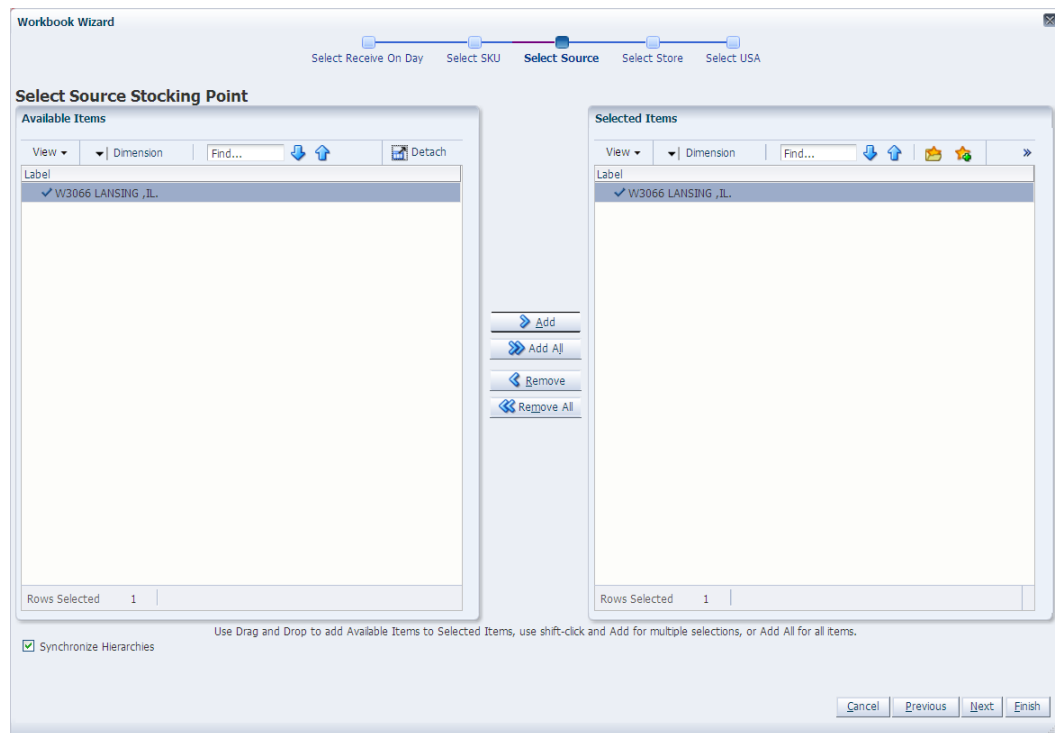 Workbook Wizard
Select Receive On Day Select SKU Select Source Select Store Select USA
Select Source Stocking Point
Available Items
View Dimension Find... Detach
Label
W3066 LANSING ,IL.
Rows Selected 1
Add
Add All
Remove
Remove All
Selected Items
View Dimension Find... »
Label
W3066 LANSING ,IL.
Rows Selected 1
Use Drag and Drop to add Available Items to Selected Items, use shift-click and Add for multiple selections, or Add All for all items.
Synchronize Hierarchies
Cancel Previous Next Finish